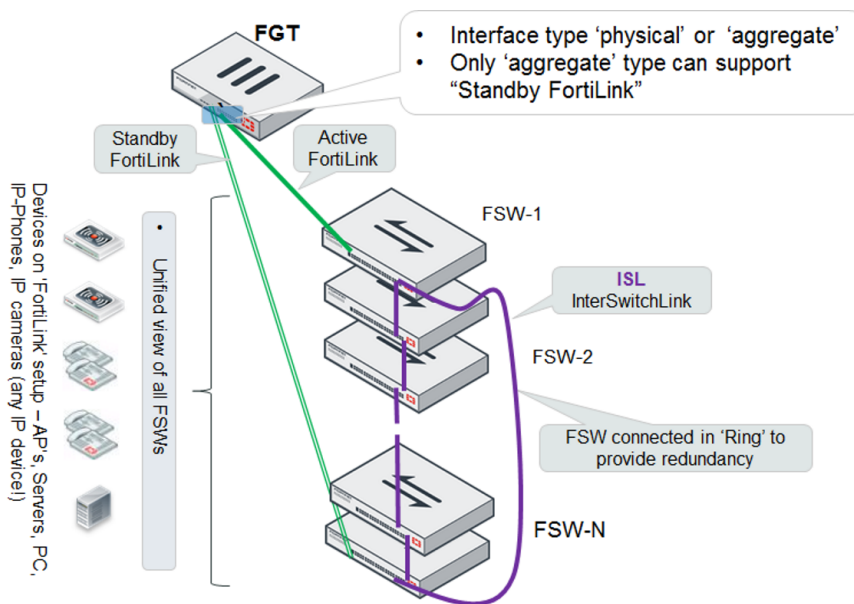 FGT
• Interface type ‘physical’ or ‘aggregate’
• Only ‘aggregate’ type can support
“Standby FortiLink”
Standby
FortiLink
Active
FortiLink
Devices on 'FortiLink' setup – AP's, Servers, PC,
IP-Phones, IP cameras (any IP device!)
• Unified view of all FSWs
FSW-1
ISL
InterSwitchLink
FSW-2
FSW connected in ‘Ring’ to
provide redundancy
FSW-N